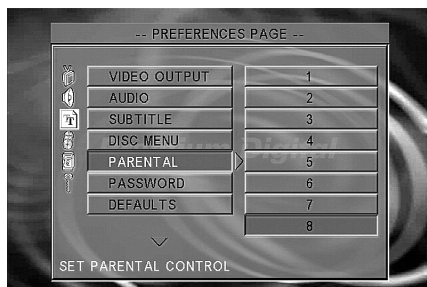 -- PREFERENCES PAGE --
VIDEO OUTPUT 1
AUDIO 2
SUBTITLE 3
DISC MENU 4
PARENTAL 5
PASSWORD 6
DEFAULTS 7
8
SET PARENTAL CONTROL